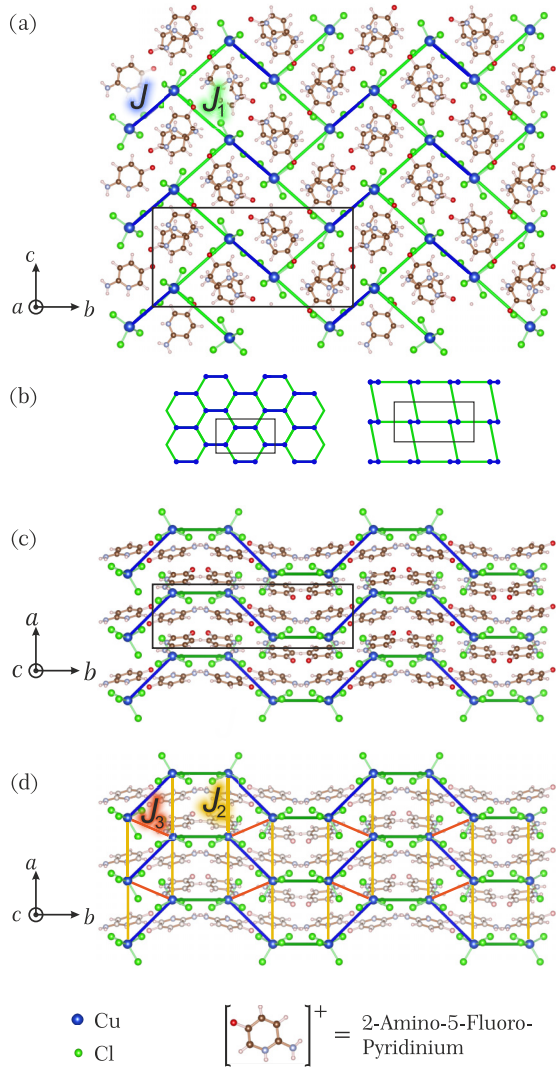 (a)
J
J1
c
a
b
(b)
(c)
a
c
b
(d)
J3
J2
a
c
b
Cu
Cl
+
= 2-Amino-5-Fluoro-
Pyridinium